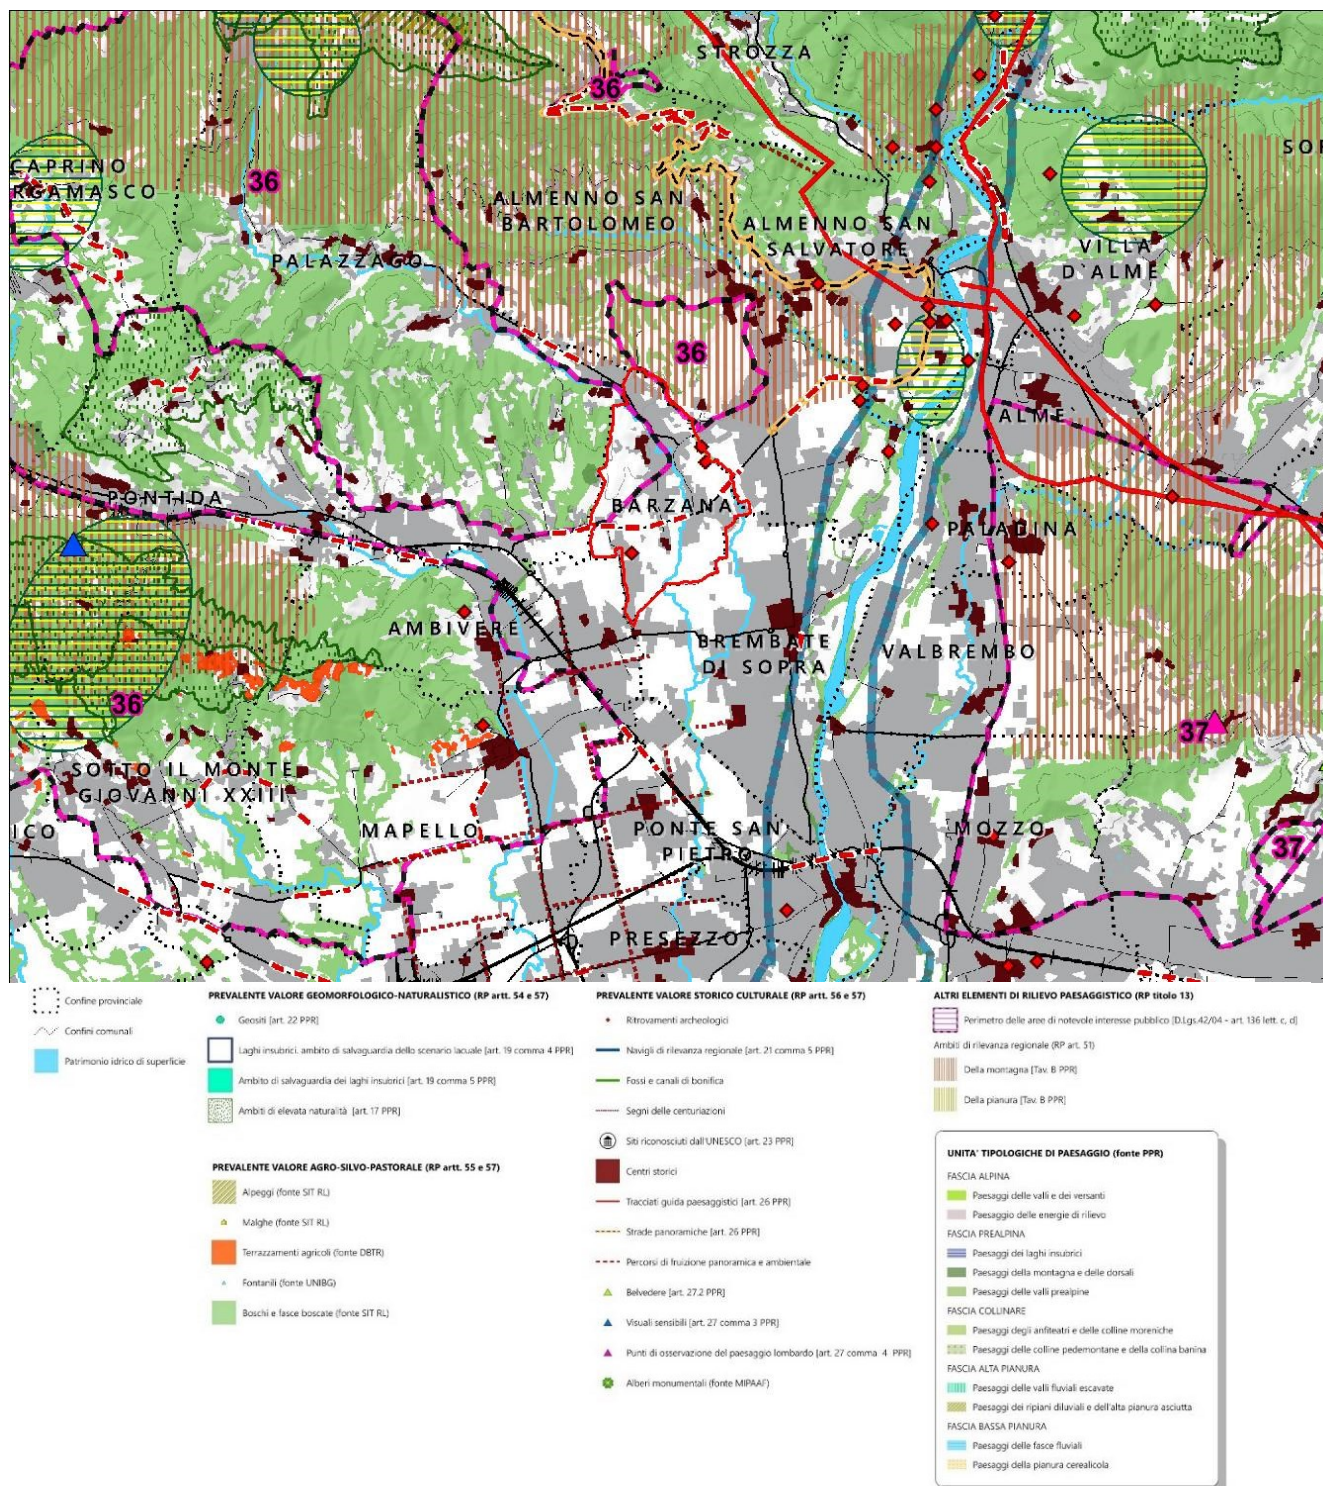 STROZZA
36
CAPRINO
RGAMASCO
36
ALMENNO SAN
BARTOLOMEO
ALMENNO SAN
SALVATORE
VILLA
D'ALME
PALAZZAGO
36
ALME
PONTIDA
BARZANA
PALADINA
AMBIVERE
BREMBATE
DI SOPRA
VALBREMBO
36
37
SOTTO IL MONTE
GIOVANNI XXIII
ICO
MAPELLO
PONTE SAN
PIETRO
MOZZO
37
PRESEZZO
Confine provinciale
Confini comunali
Patrimonio idrico di superficie
PREVALENTE VALORE GEOMORFOLOGICO-NATURALISTICO (RP artt. 54 e 57)
Geositi [art. 22 PPR]
Laghi insubrici. ambito di salvaguardia dello scenario lacuale [art. 19 comma 4 PPR]
Ambito di salvaguardia dei laghi insubrici [art. 19 comma 5 PPR]
Ambiti di elevata naturalità [art. 17 PPR]
PREVALENTE VALORE AGRO-SILVO-PASTORALE (RP artt. 55 e 57)
Alpeggi (fonte SIT RL)
Malghe (fonte SIT RL)
Terrazzamenti agricoli (fonte DBTR)
Fontanili (fonte UNIBG)
Boschi e fasce boscate (fonte SIT RL)
PREVALENTE VALORE STORICO CULTURALE (RP artt. 56 e 57)
Ritrovamenti archeologici
Navigli di rilevanza regionale [art. 21 comma 5 PPR]
Fossi e canali di bonifica
Segni delle centuriazioni
Siti riconosciuti dall'UNESCO [art. 23 PPR]
Centri storici
Tracciati guida paesaggistici [art. 26 PPR]
Strade panoramiche [art. 26 PPR]
Percorsi di fruizione panoramica e ambientale
Belvedere [art. 27.2 PPR]
Visuali sensibili [art. 27 comma 3 PPR]
Punti di osservazione del paesaggio lombardo [art. 27 comma 4 PPR]
Alberi monumentali (fonte MIPAAF)
ALTRI ELEMENTI DI RILIEVO PAESAGGISTICO (RP titolo 13)
Perimetro delle aree di notevole interesse pubblico [D.Lgs.42/04 - art. 136 lett. c, d]
Ambiti di rilevanza regionale (RP art. 51)
Della montagna [Tav. B PPR]
Della pianura [Tav. B PPR]
UNITA' TIPOLOGICHE DI PAESAGGIO (fonte PPR)
FASCIA ALPINA
Paesaggi delle valli e dei versanti
Paesaggio delle energie di rilievo
FASCIA PREALPINA
Paesaggi dei laghi insubrici
Paesaggi della montagna e delle dorsali
Paesaggi delle valli prealpine
FASCIA COLLINARE
Paesaggi degli anfiteatri e delle colline moreniche
Paesaggi delle colline pedemontane e della collina banina
FASCIA ALTA PIANURA
Paesaggi delle valli fluviali escavate
Paesaggi dei ripiani diluviali e dell'alta pianura asciutta
FASCIA BASSA PIANURA
Paesaggi delle fasce fluviali
Paesaggi della pianura cerealicola